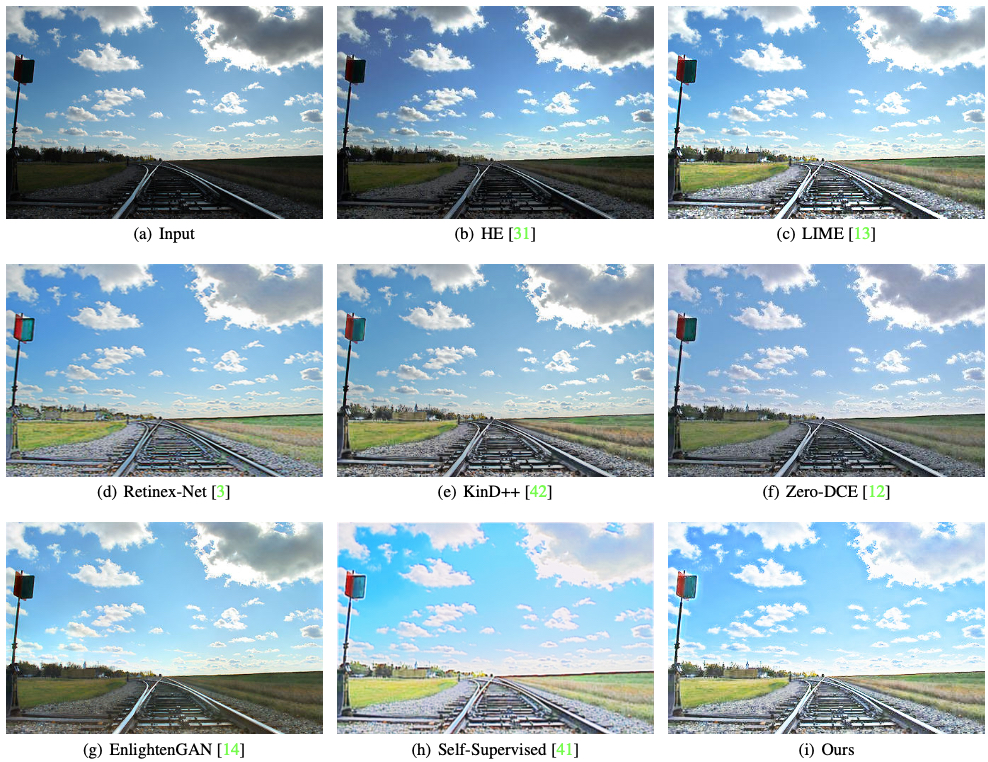 (a) Input
(b) HE [31]
(c) LIME [13]
(d) Retinex-Net [3]
(e) KinD++ [42]
(f) Zero-DCE [12]
(g) EnlightenGAN [14]
(h) Self-Supervised [41]
(i) Ours